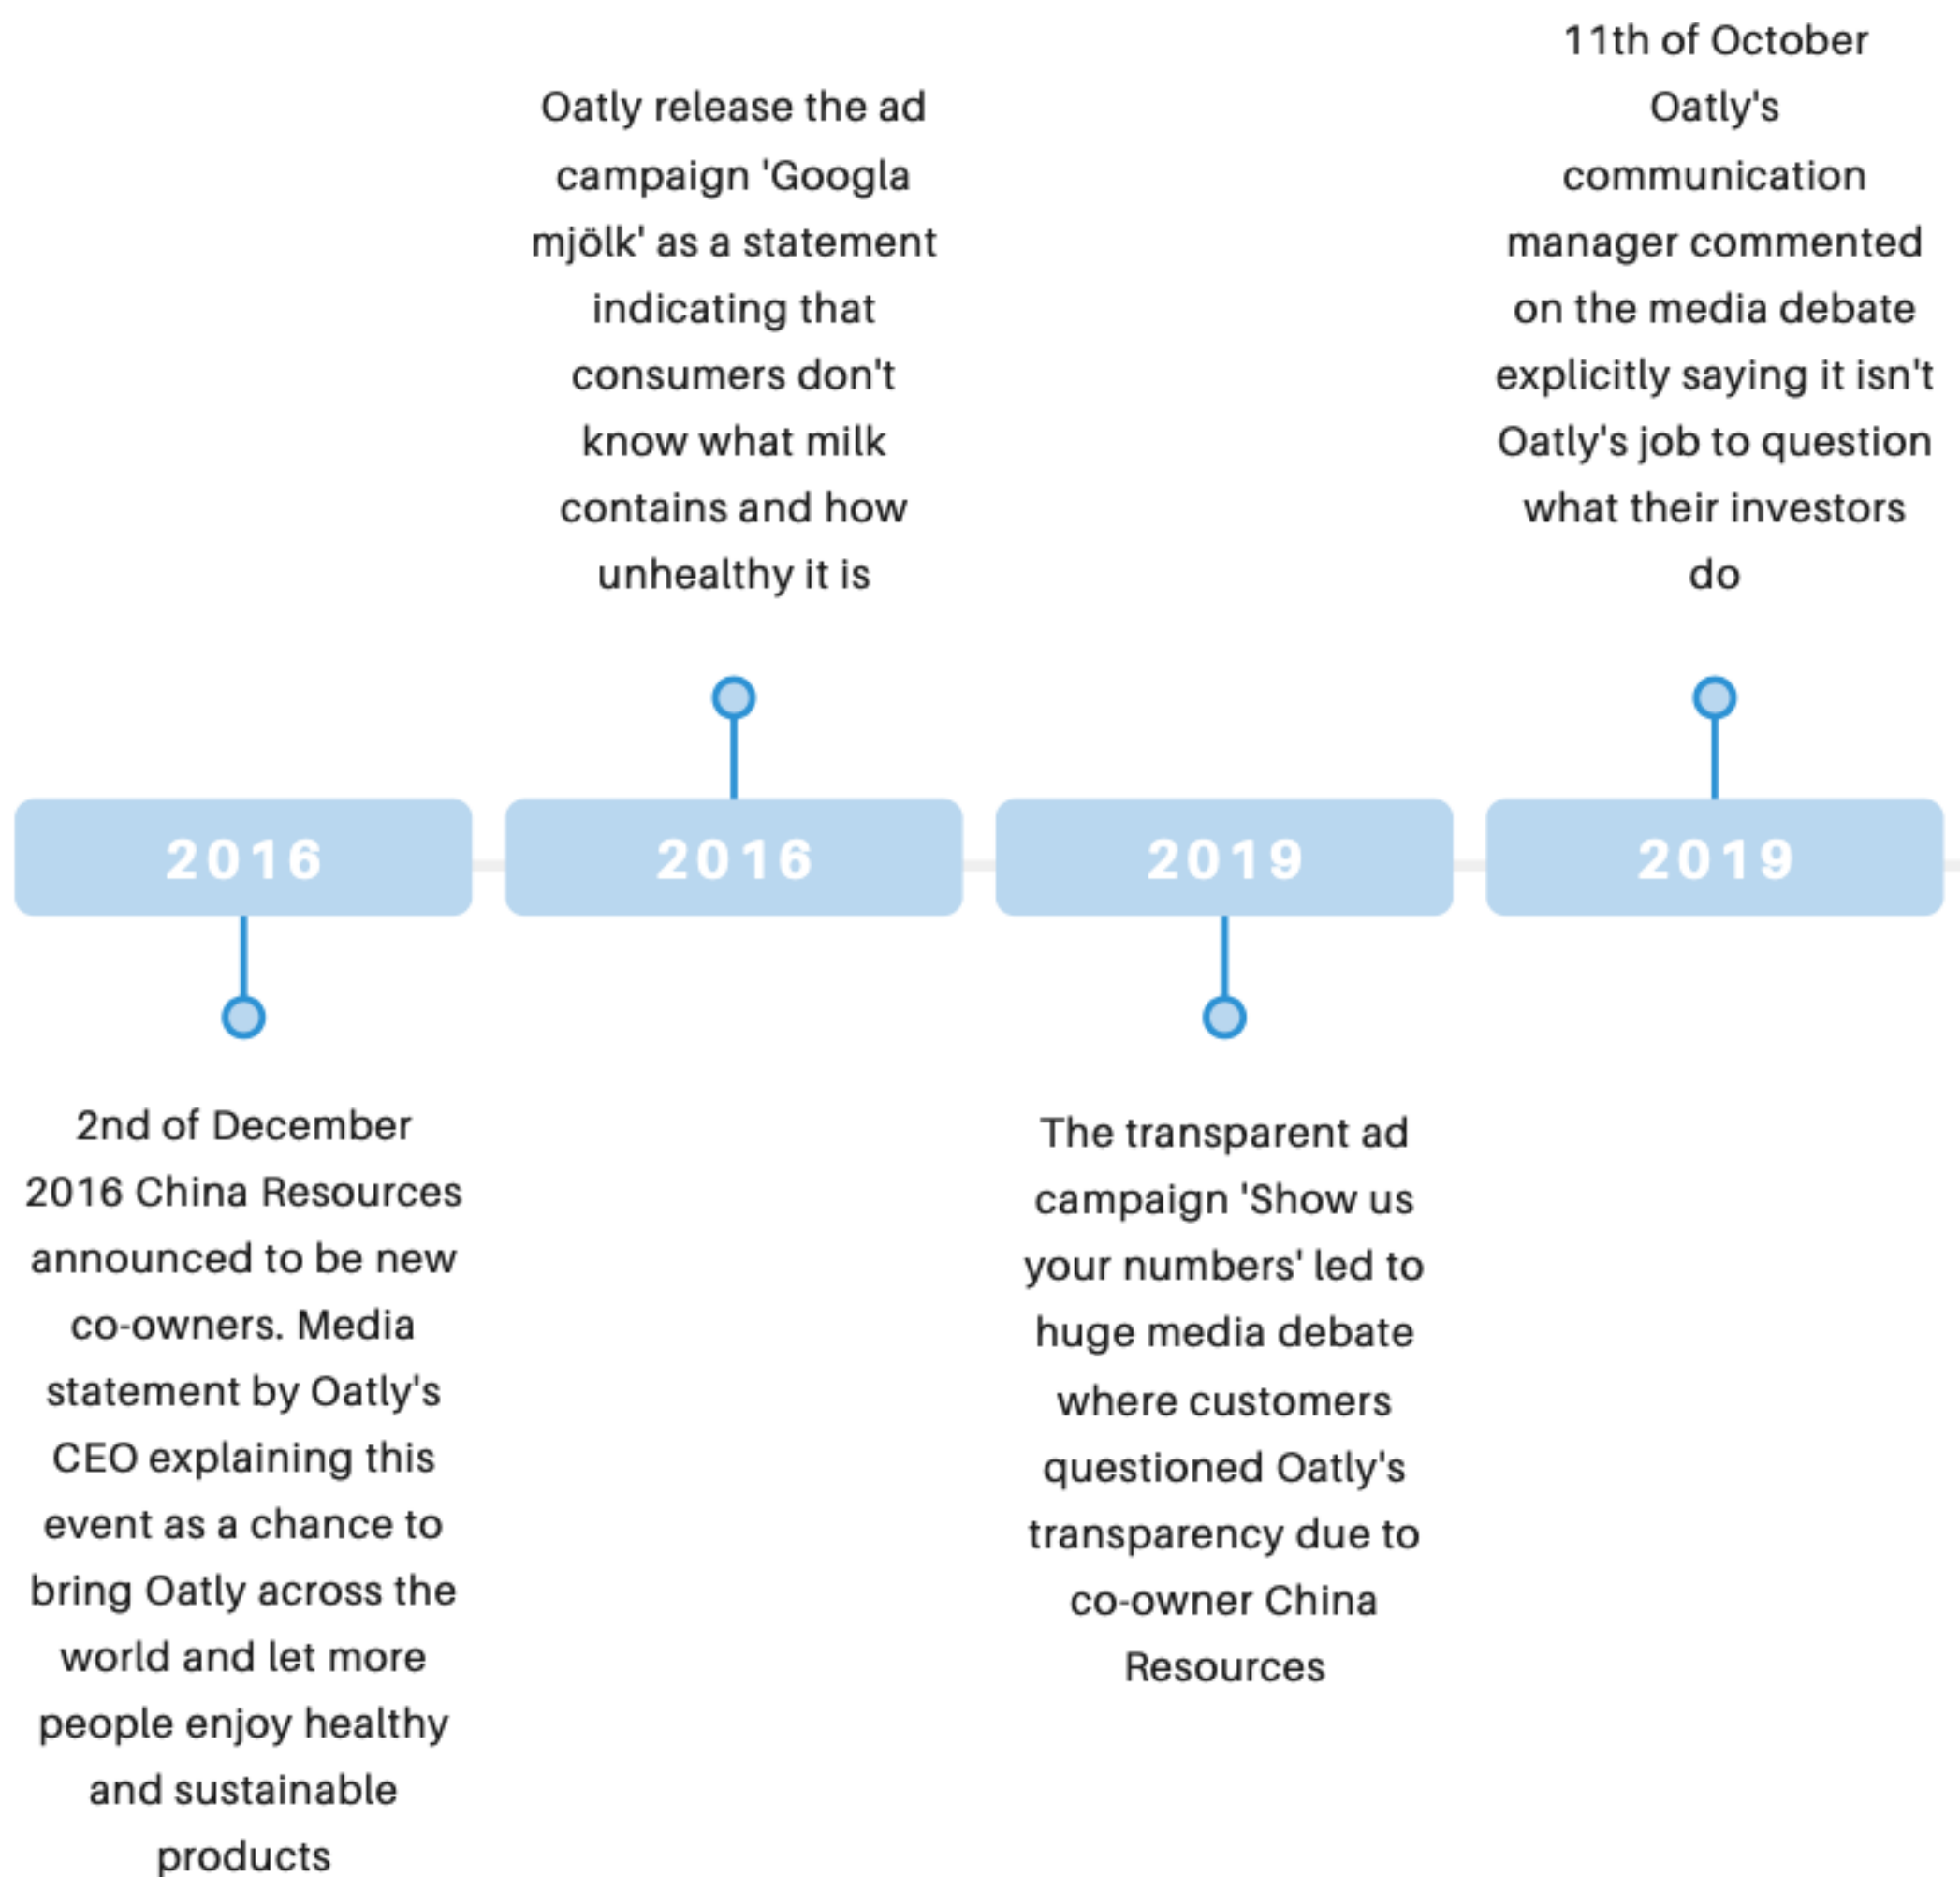 2016
2nd of December
2016 China Resources
announced to be new
co-owners. Media
statement by Oatly's
CEO explaining this
event as a chance to
bring Oatly across the
world and let more
people enjoy healthy
and sustainable
products
Oatly release the ad
campaign 'Googla
mjölk' as a statement
indicating that
consumers don't
know what milk
contains and how
unhealthy it is
2016
2019
The transparent ad
campaign 'Show us
your numbers' led to
huge media debate
where customers
questioned Oatly's
transparency due to
co-owner China
Resources
11th of October
Oatly's
communication
manager commented
on the media debate
explicitly saying it isn't
Oatly's job to question
what their investors
do
2019